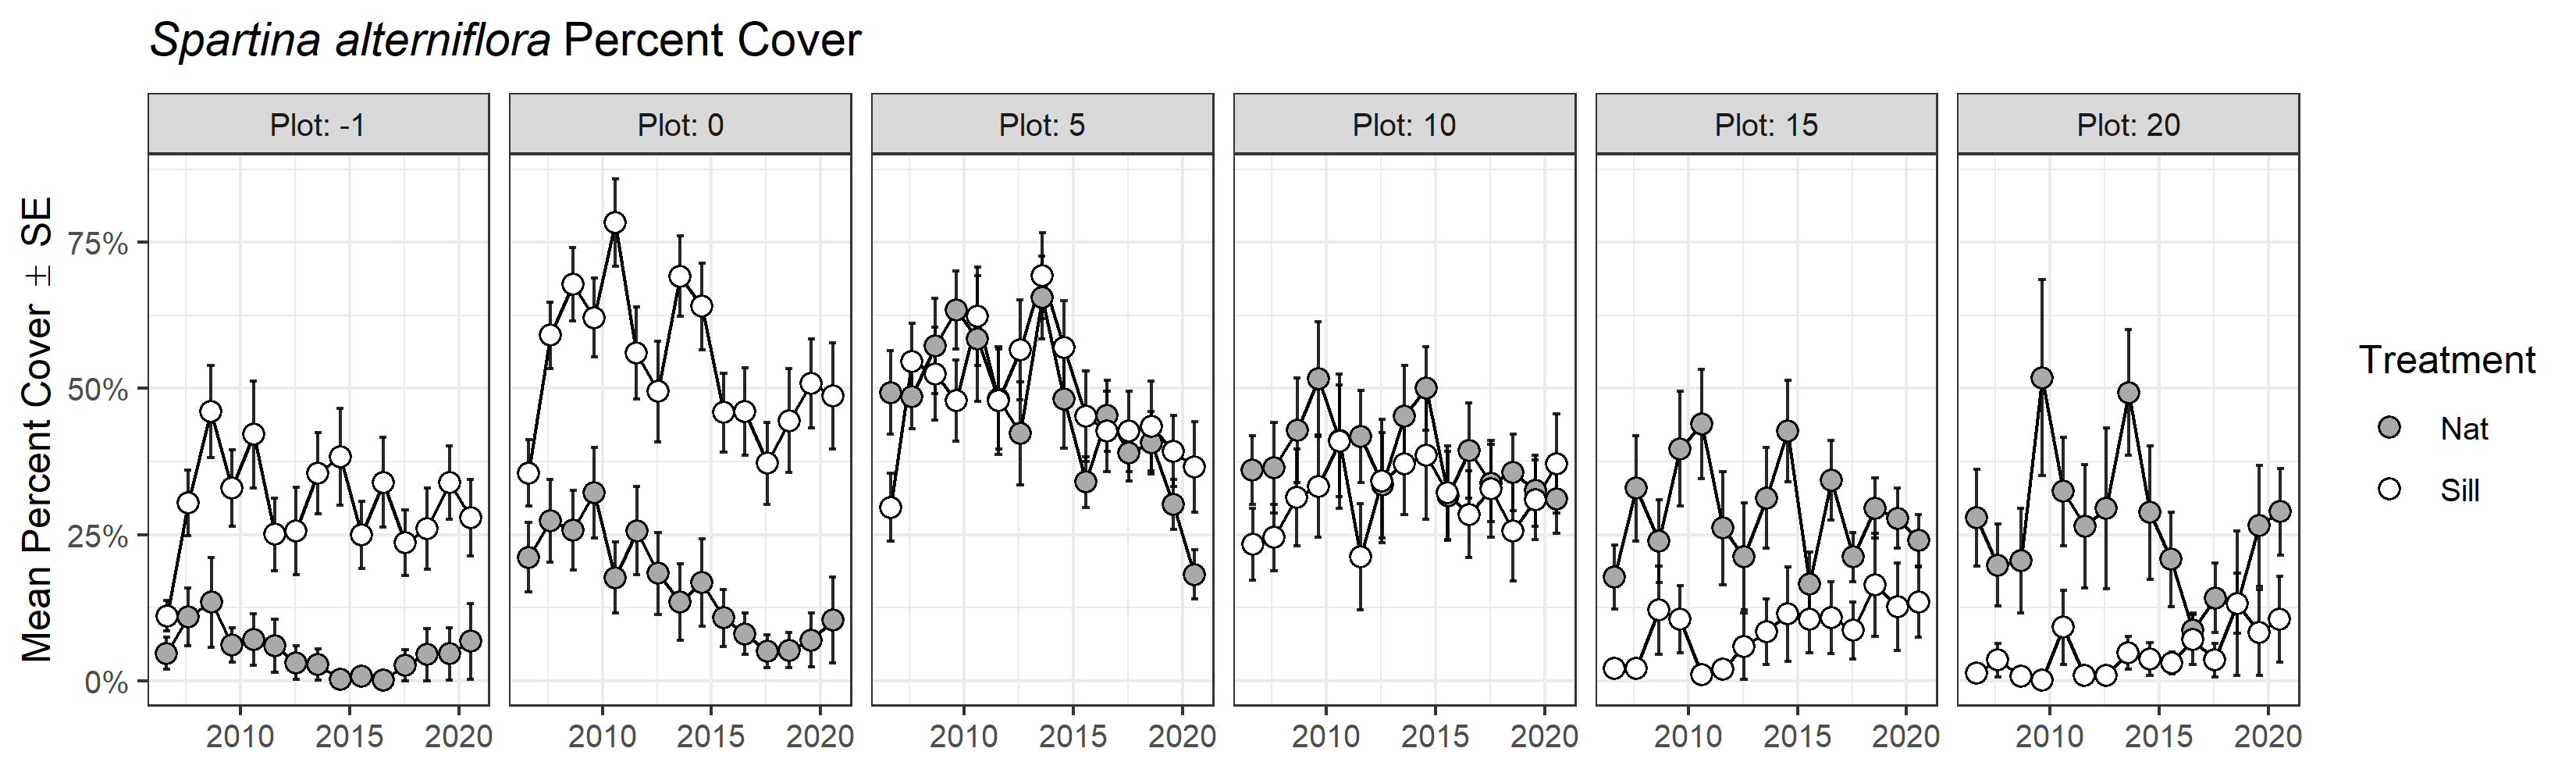 Spartina alterniflora Percent Cover
Plot: -1
Plot: 0
Plot: 5
Plot: 10
Plot: 15
Plot: 20
Mean Percent Cover ± SE
75%
50%
25%
0%
2010 2015 2020
2010 2015 2020
2010 2015 2020
2010 2015 2020
2010 2015 2020
2010 2015 2020
Treatment
Nat
Sill